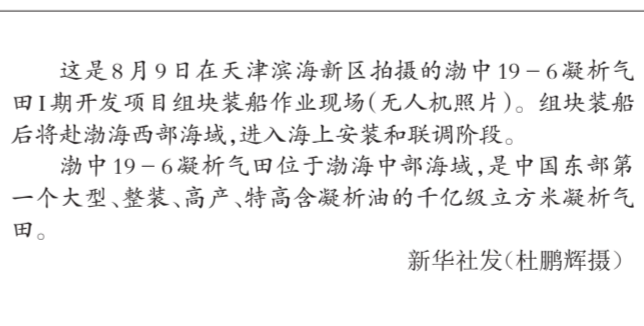 这是8月9日在天津滨海新区拍摄的渤中19－6凝析气
田I期开发项目组块装船作业现场(无人机照片)。组块装船
后将赴渤海西部海域,进入海上安装和联调阶段。
渤中19－6凝析气田位于渤海中部海域,是中国东部第
一个大型、整装、高产、特高含凝析油的千亿级立方米凝析气
田。
新华社发(杜鹏辉摄)